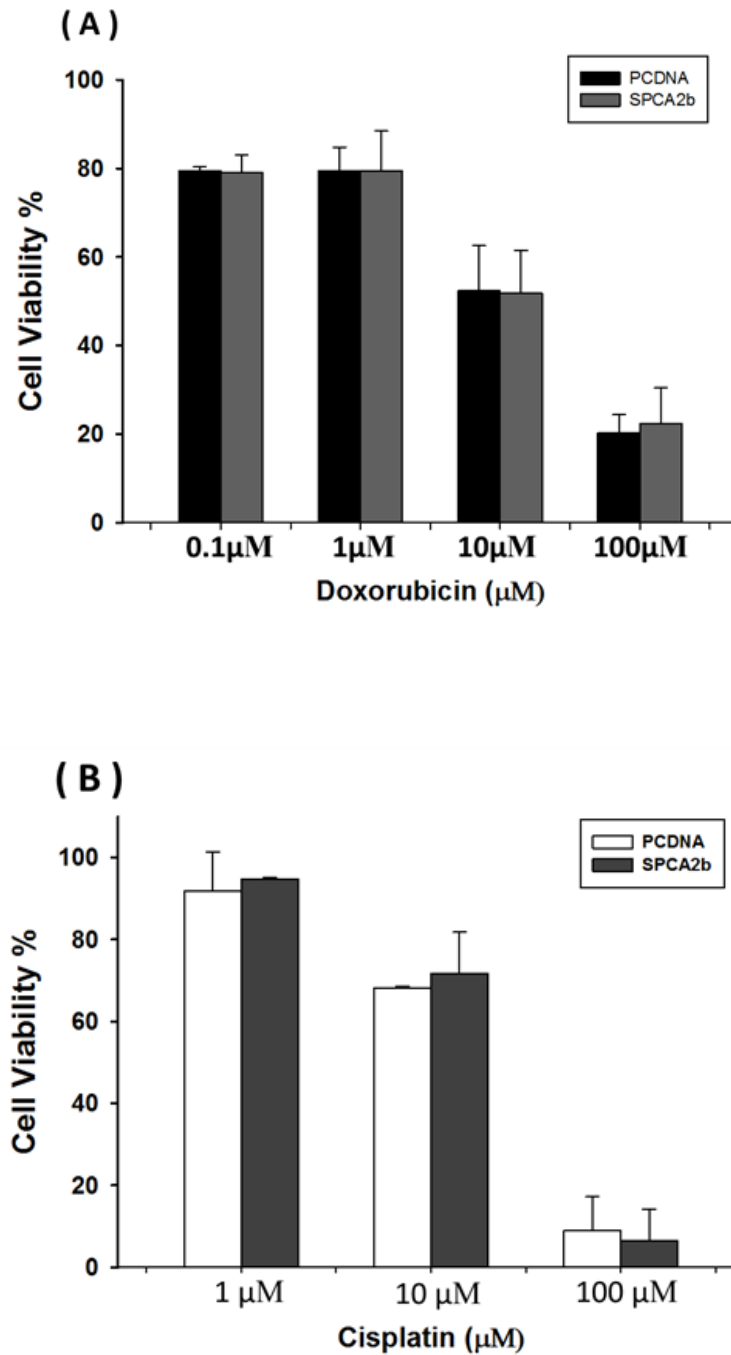 ( A )
PCDNA
SPCA2b
100
80
60
40
20
0
Cell Viability %
0.1μM 1μM 10μM 100μM
Doxorubicin (μM)
( B )
PCDNA
SPCA2b
100
80
60
40
20
0
Cell Viability %
1 μM 10 μM 100 μM
Cisplatin (μM)